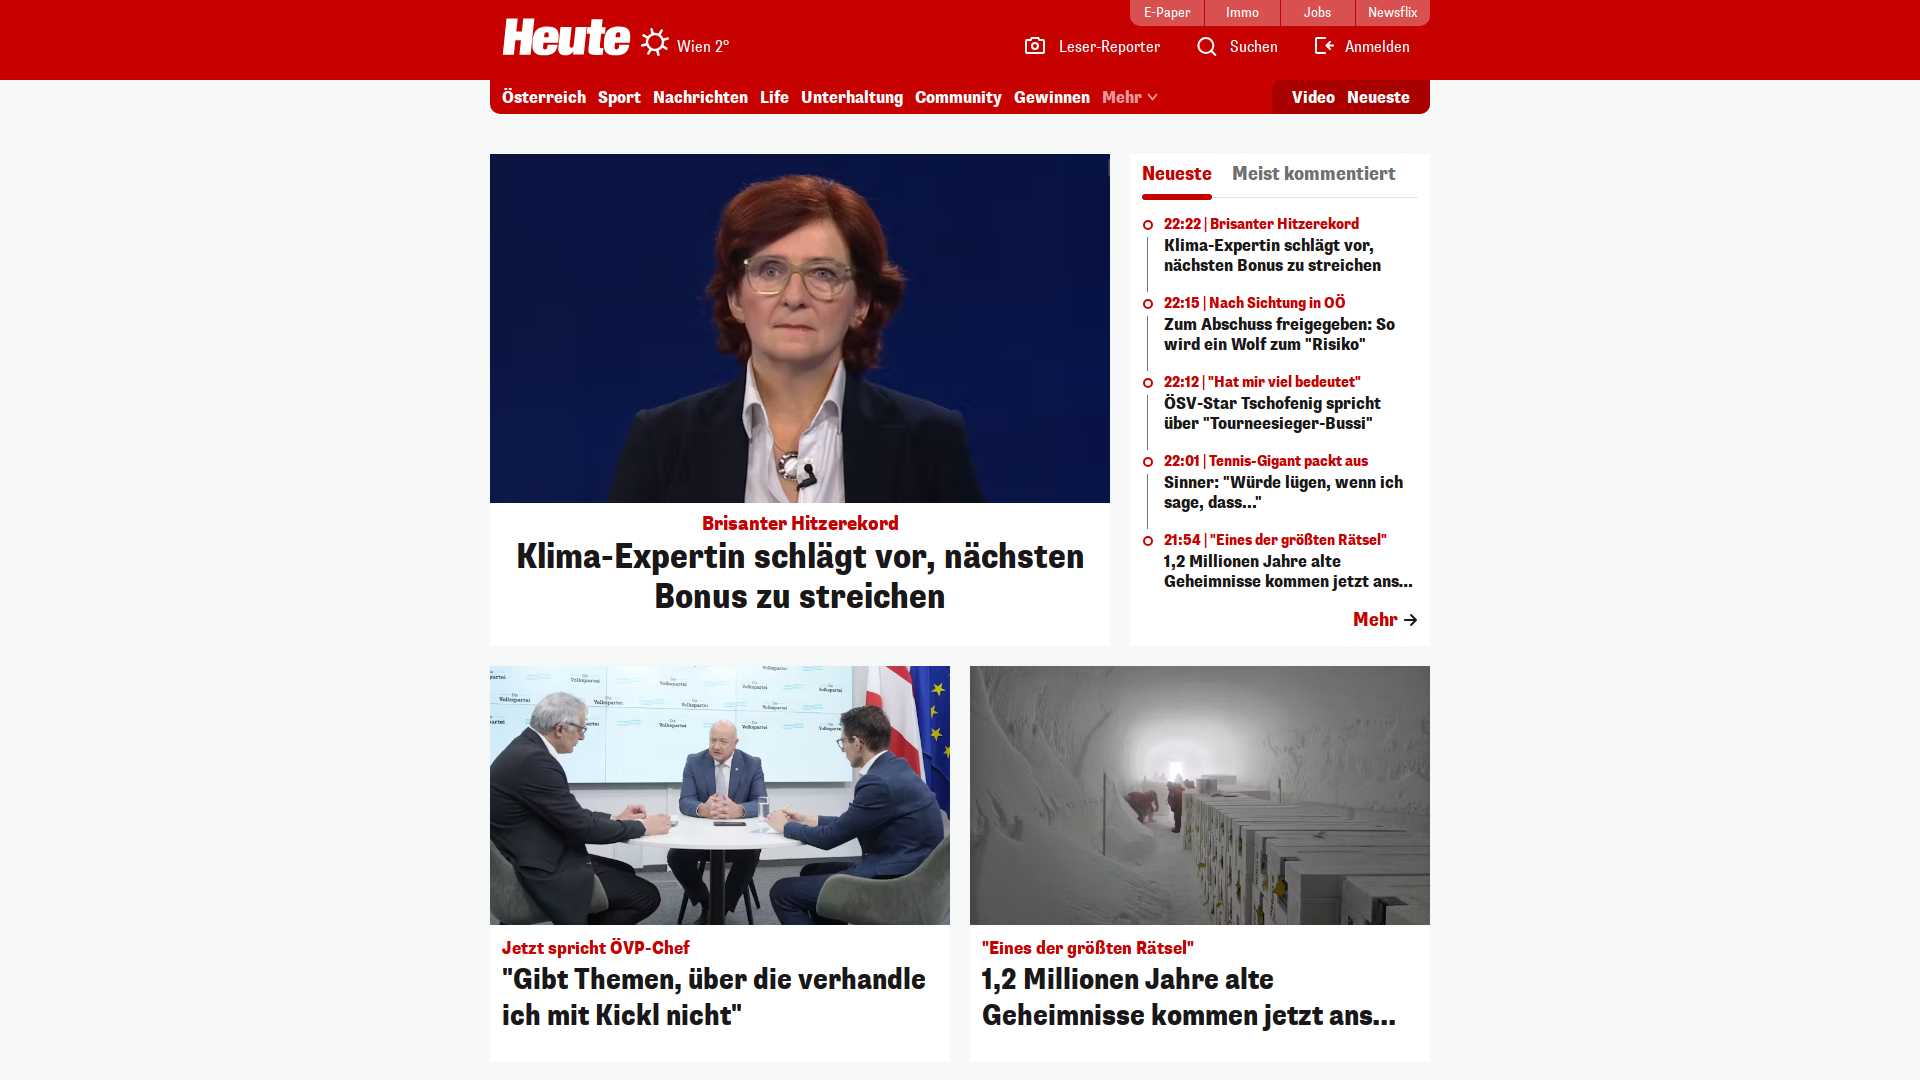 E-Paper
Immo
Jobs
Newsflix
Heute
Wien 2°
Leser-Reporter
Suchen
Anmelden
Österreich
Sport
Nachrichten
Life
Unterhaltung
Community
Gewinnen
Mehr
Video
Neueste
Brisanter Hitzerekord
Klima-Expertin schlägt vor, nächsten
Bonus zu streichen
Neueste
Meist kommentiert
22:22 | Brisanter Hitzerekord
Klima-Expertin schlägt vor,
nächsten Bonus zu streichen
22:15 | Nach Sichtung in OÖ
Zum Abschuss freigegeben: So
wird ein Wolf zum "Risiko"
22:12 | "Hat mir viel bedeutet"
ÖSV-Star Tschofenig spricht
über "Tourneesieger-Bussi"
22:01 | Tennis-Gigant packt aus
Sinner: "Würde lügen, wenn ich
sage, dass..."
21:54 | "Eines der größten Rätsel"
1,2 Millionen Jahre alte
Geheimnisse kommen jetzt ans...
Mehr
Jetzt spricht ÖVP-Chef
"Gibt Themen, über die verhandle
ich mit Kickl nicht"
"Eines der größten Rätsel"
1,2 Millionen Jahre alte
Geheimnisse kommen jetzt ans...